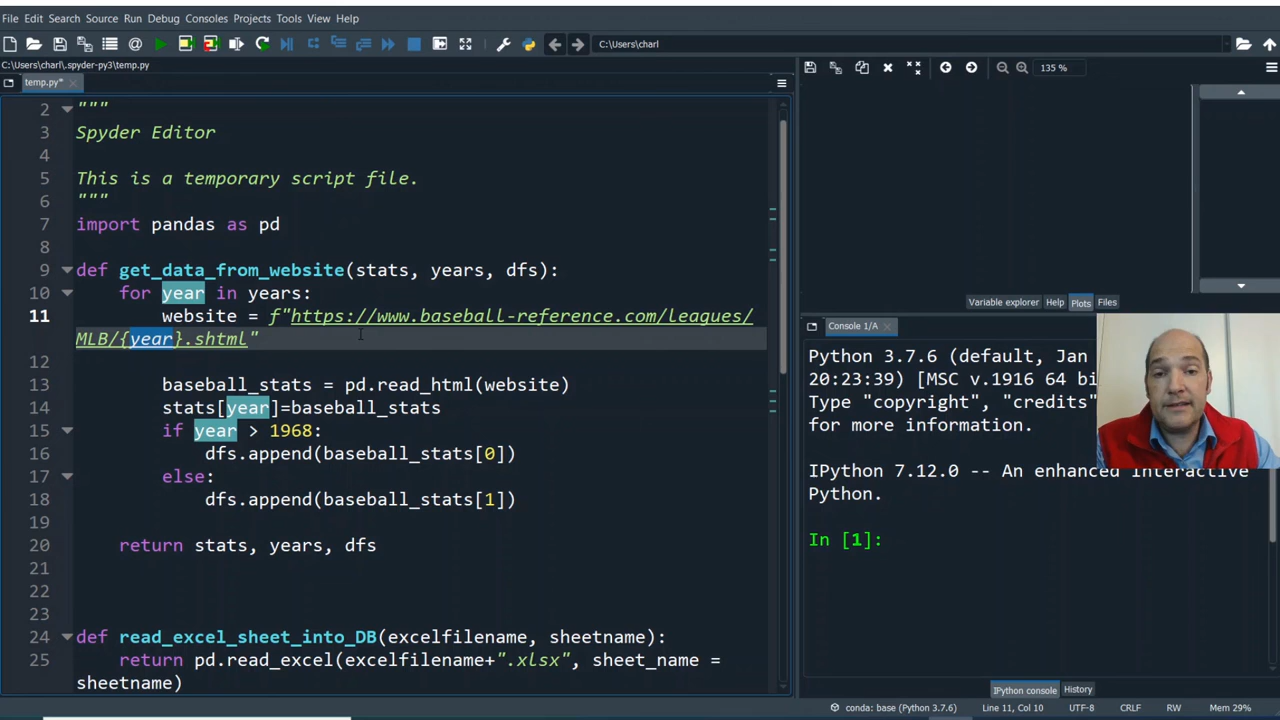 File Edit Search Source Run Debug Consoles Projects Tools View Help
C:\Users\charl
C:\Users\charl\.spyder-py3\temp.py
temp.py*
135 %
2 """
3 Spyder Editor
4
5 This is a temporary script file.
6 """
7 import pandas as pd
8
9 def get_data_from_website(stats, years, dfs):
10 for year in years:
11 website = f"https://www.baseball-reference.com/leagues/
MLB/{year}.shtml"
12
13 baseball_stats = pd.read_html(website)
14 stats[year]=baseball_stats
15 if year > 1968:
16 dfs.append(baseball_stats[0])
17 else:
18 dfs.append(baseball_stats[1])
19
20 return stats, years, dfs
21
22
23
24 def read_excel_sheet_into_DB(excelfilename, sheetname):
25 return pd.read_excel(excelfilename+".xlsx", sheet_name =
sheetname)
Variable explorer Help Plots Files
Console 1/A
Python 3.7.6 (default, Jan
20:23:39) [MSC v.1916 64 bi
Type "copyright", "credits"
for more information.
IPython 7.12.0 -- An enhanced Interactive
Python.
In [1]:
IPython console History
conda: base (Python 3.7.6) Line 11, Col 10 UTF-8 CRLF RW Mem 29%